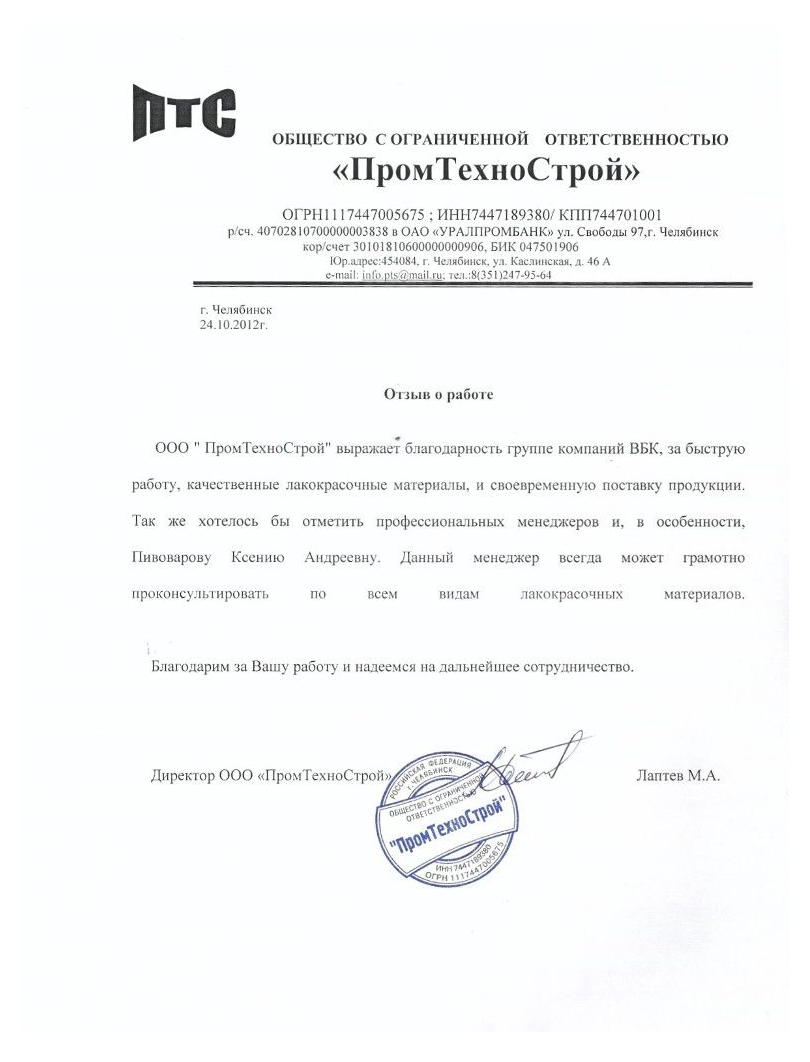 ПТС
ОБЩЕСТВО С ОГРАНИЧЕННОЙ ОТВЕТСТВЕННОСТЬЮ
«ПромТехноСтрой»
ОГРН1117447005675 ; ИНН7447189380/ КПП744701001
р/сч. 40702810700000003838 в ОАО «УРАЛПРОМБАНК» ул. Свободы 97,г. Челябинск
кор/счет 30101810600000000906, БИК 047501906
Юр.адрес:454084, г. Челябинск, ул. Каслинская, д. 46 А
e-mail: info.pts@mail.ru; тел.:8(351)247-95-64
г. Челябинск
24.10.2012г.
Отзыв о работе
ООО " ПромТехноСтрой" выражает благодарность группе компаний ВБК, за быструю
работу, качественные лакокрасочные материалы, и своевременную поставку продукции.
Так же хотелось бы отметить профессиональных менеджеров и, в особенности,
Пивоварову Ксению Андреевну. Данный менеджер всегда может грамотно
проконсультировать по всем видам лакокрасочных материалов.
Благодарим за Вашу работу и надеемся на дальнейшее сотрудничество.
Директор ООО «ПромТехноСтрой» Лаптев М.А.
РОССИЙСКАЯ ФЕДЕРАЦИЯ
г. ЧЕЛЯБИНСК
ОБЩЕСТВО С ОГРАНИЧЕННОЙ
ОТВЕТСТВЕННОСТЬЮ
"ПромТехноСтрой"
ИНН 7447189380
ОГРН 1117447005675